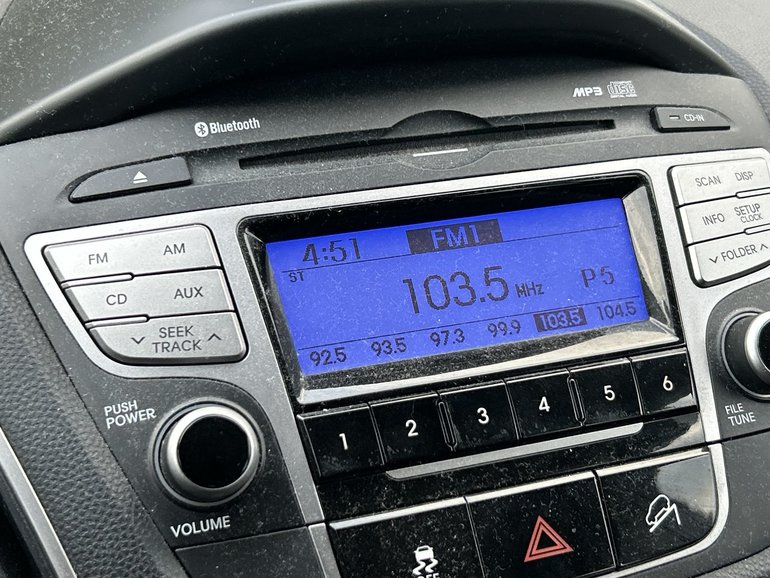 Bluetooth
MP3 disc
CD-IN
FM AM
CD AUX
SEEK
TRACK
4:51 FM1
ST
103.5 MHz P5
92.5 93.5 97.3 99.9 103.5 104.5
SCAN DISP
INFO SETUP
CLOCK
FOLDER
PUSH
POWER
VOLUME
1 2 3 4 5 6
FILE
TUNE
OFF